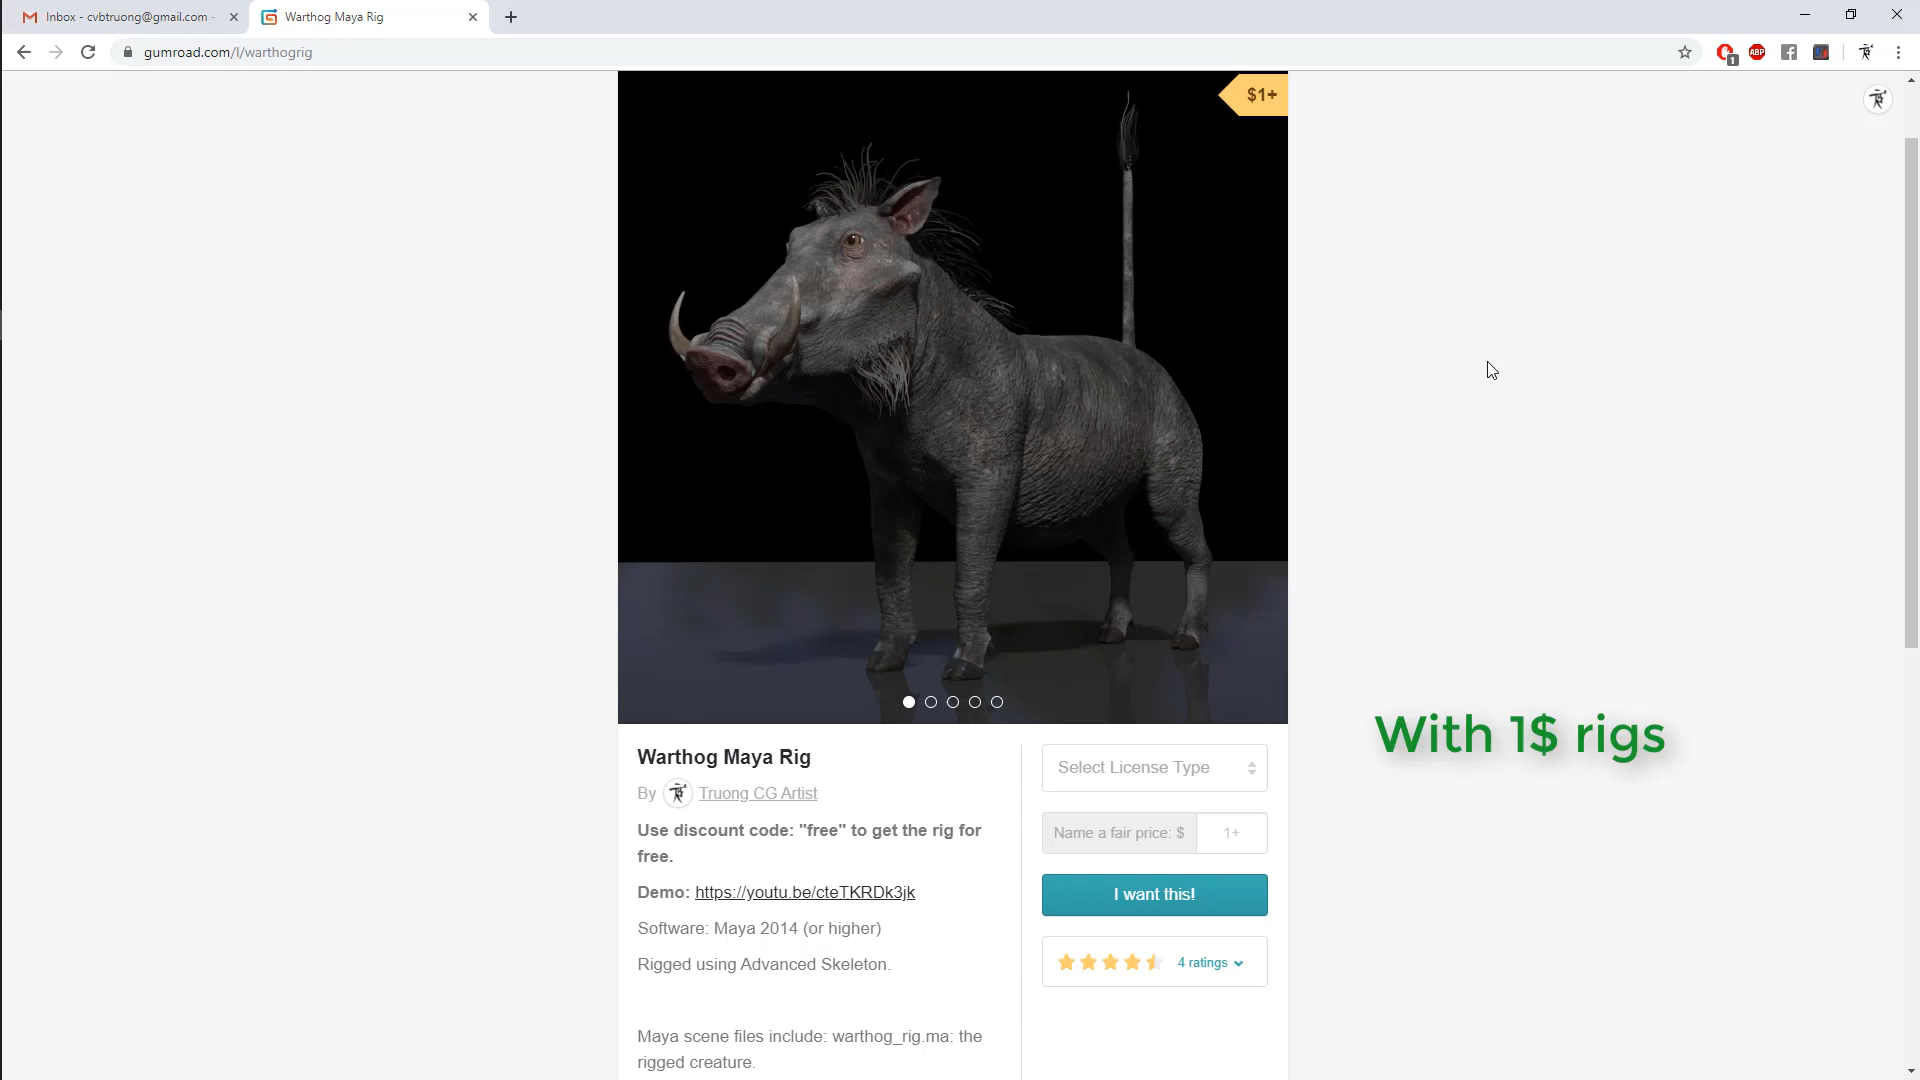 Inbox - cvbtruong@gmail.com -
Warthog Maya Rig
gumroad.com/l/warthogrig
1
ABP
$1+
With 1$ rigs
Warthog Maya Rig
By Truong CG Artist
Use discount code: "free" to get the rig for
free.
Demo: https://youtu.be/cteTKRDk3jk
Software: Maya 2014 (or higher)
Rigged using Advanced Skeleton.
Maya scene files include: warthog_rig.ma: the
rigged creature.
Select License Type
Name a fair price: $ 1+
I want this!
4 ratings